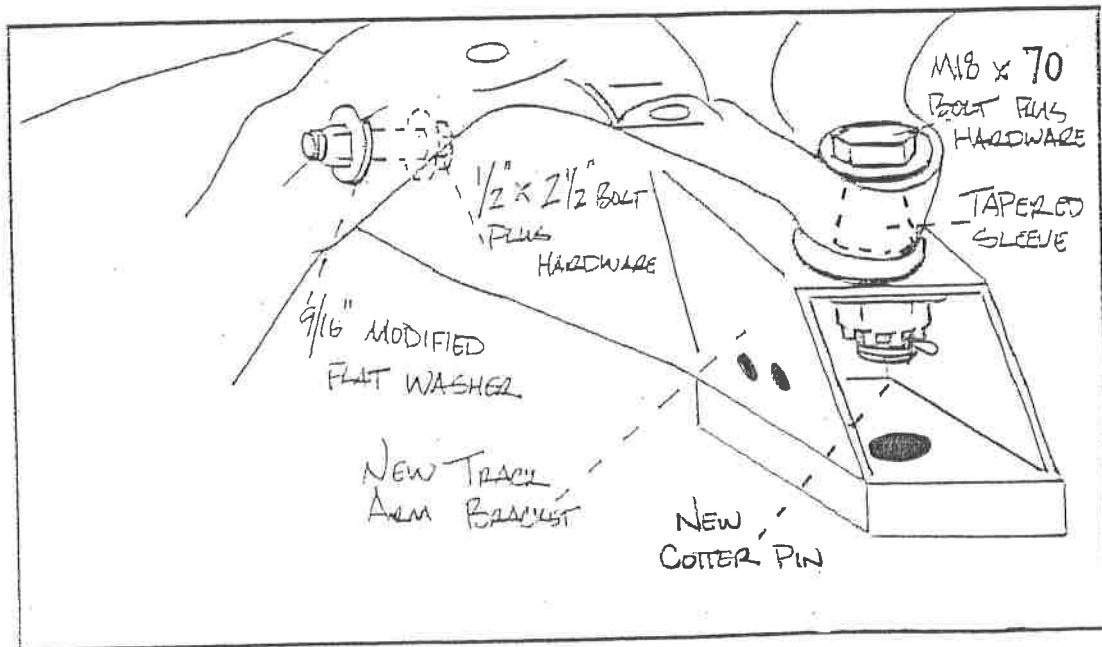 M18 x 70
BOLT PLUS
HARDWARE
TAPERED
SLEEVE
1/2" x 2 1/2" BOLT
PLUS
HARDWARE
9/16" MODIFIED
FLAT WASHER
NEW TRACK
ARM BRACKET
NEW
COTTER PIN